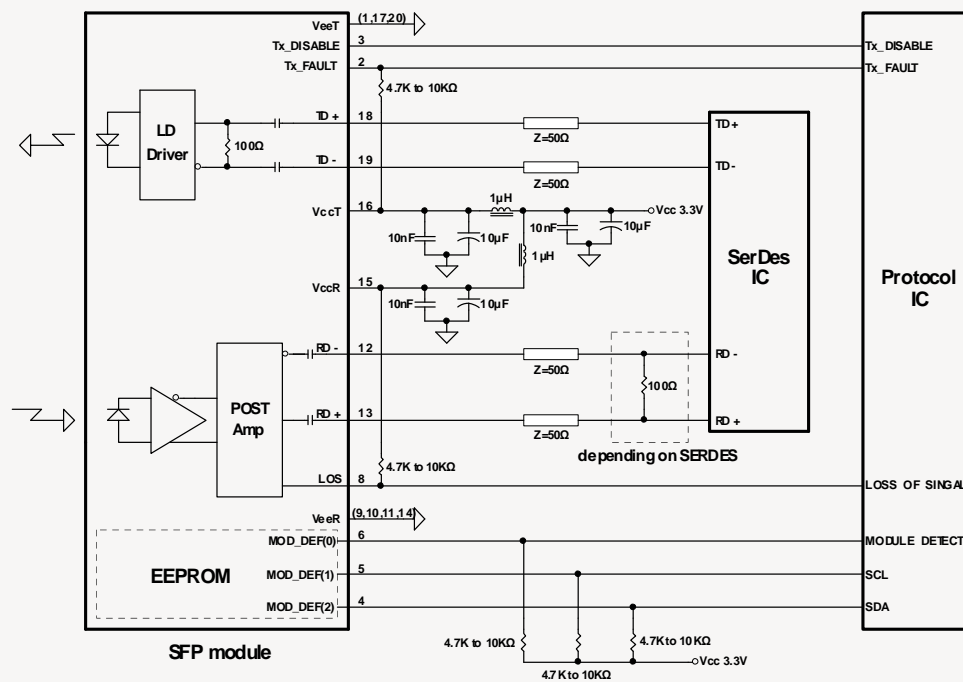 VeeT (1,17,20)
Tx_DISABLE 3 Tx_DISABLE
Tx_FAULT 2 Tx_FAULT
4.7K to 10KΩ
LD
Driver
100Ω
TD+ 18 Z=50Ω TD+
TD- 19 Z=50Ω TD-
VccT 16 1µH Vcc 3.3V
10nF 10µF 10nF 10µF
1µH
VccR 15
10nF 10µF
SerDes
IC
Protocol
IC
RD- 12 Z=50Ω RD-
100Ω
POST
Amp
RD+ 13 Z=50Ω RD+
depending on SERDES
4.7K to 10KΩ
LOS 8 LOSS OF SINGAL
VeeR (9,10,11,14)
MOD_DEF(0) 6 MODULE DETECT
EEPROM
MOD_DEF(1) 5 SCL
MOD_DEF(2) 4 SDA
4.7K to 10KΩ 4.7K to 10KΩ
4.7K to 10KΩ
Vcc 3.3V
SFP module